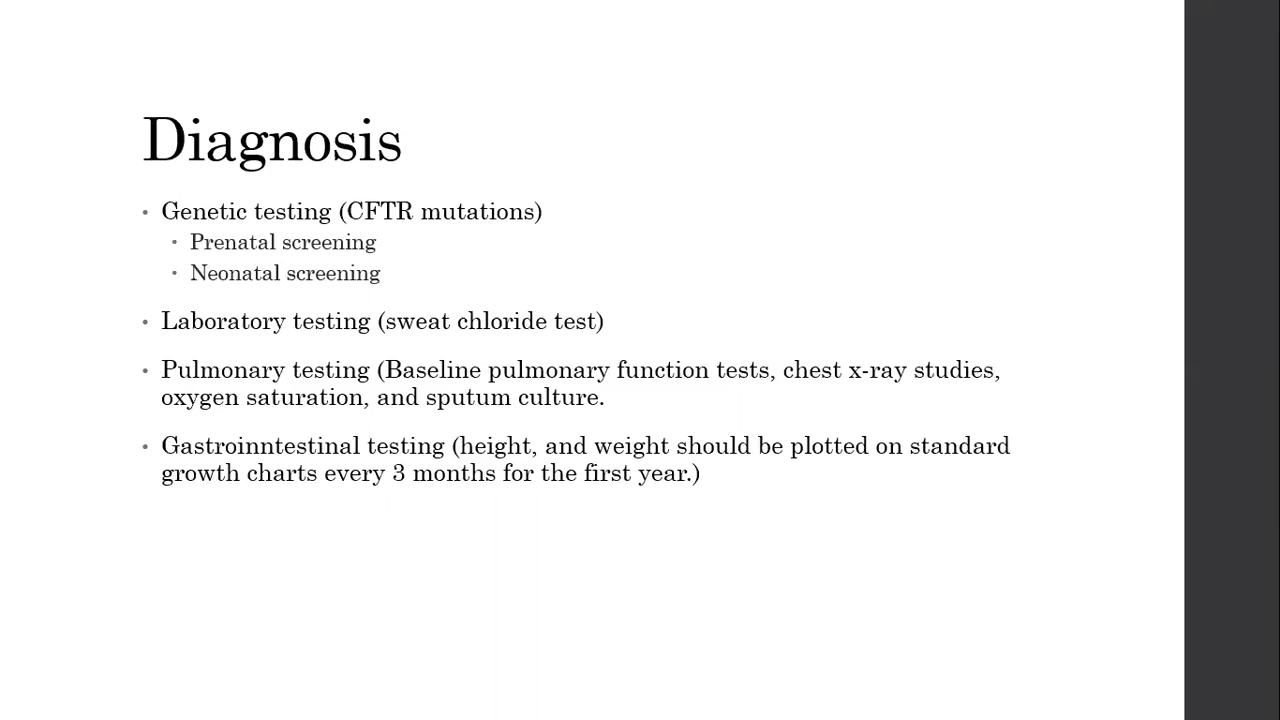 Diagnosis
• Genetic testing (CFTR mutations)
• Prenatal screening
• Neonatal screening
• Laboratory testing (sweat chloride test)
• Pulmonary testing (Baseline pulmonary function tests, chest x-ray studies,
oxygen saturation, and sputum culture.
• Gastroinntestinal testing (height, and weight should be plotted on standard
growth charts every 3 months for the first year.)